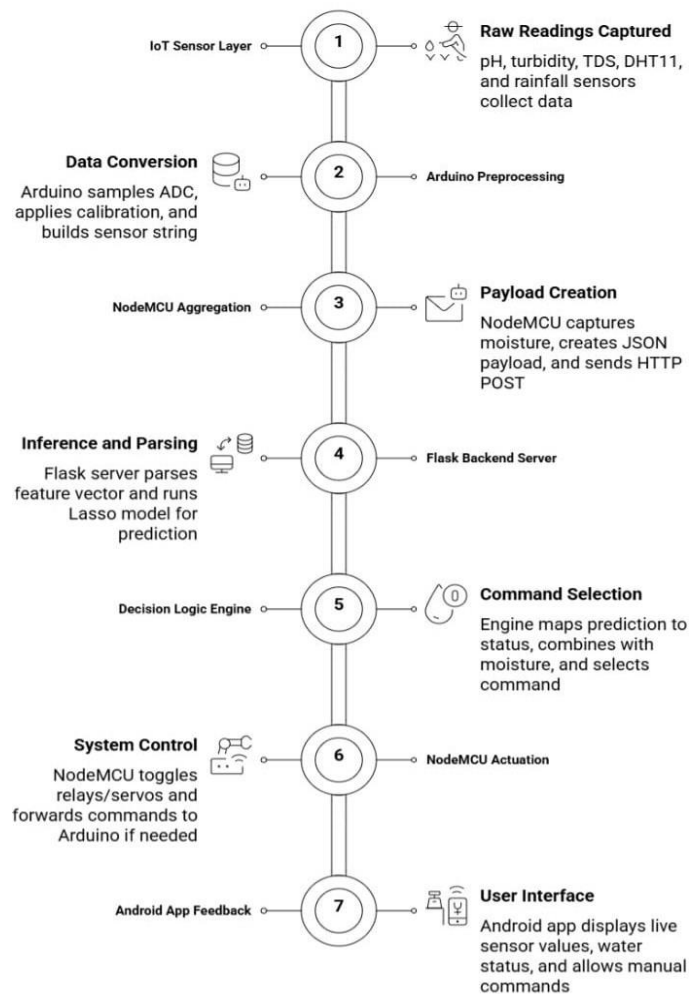 IoT Sensor Layer
1
Raw Readings Captured
pH, turbidity, TDS, DHT11,
and rainfall sensors
collect data
Data Conversion
Arduino samples ADC,
applies calibration, and
builds sensor string
2
Arduino Preprocessing
NodeMCU Aggregation
3
Payload Creation
NodeMCU captures
moisture, creates JSON
payload, and sends HTTP
POST
Inference and Parsing
Flask server parses
feature vector and runs
Lasso model for
prediction
4
Flask Backend Server
Decision Logic Engine
5
Command Selection
Engine maps prediction to
status, combines with
moisture, and selects
command
System Control
NodeMCU toggles
relays/servos and
forwards commands to
Arduino if needed
6
NodeMCU Actuation
Android App Feedback
7
User Interface
Android app displays live
sensor values, water
status, and allows manual
commands